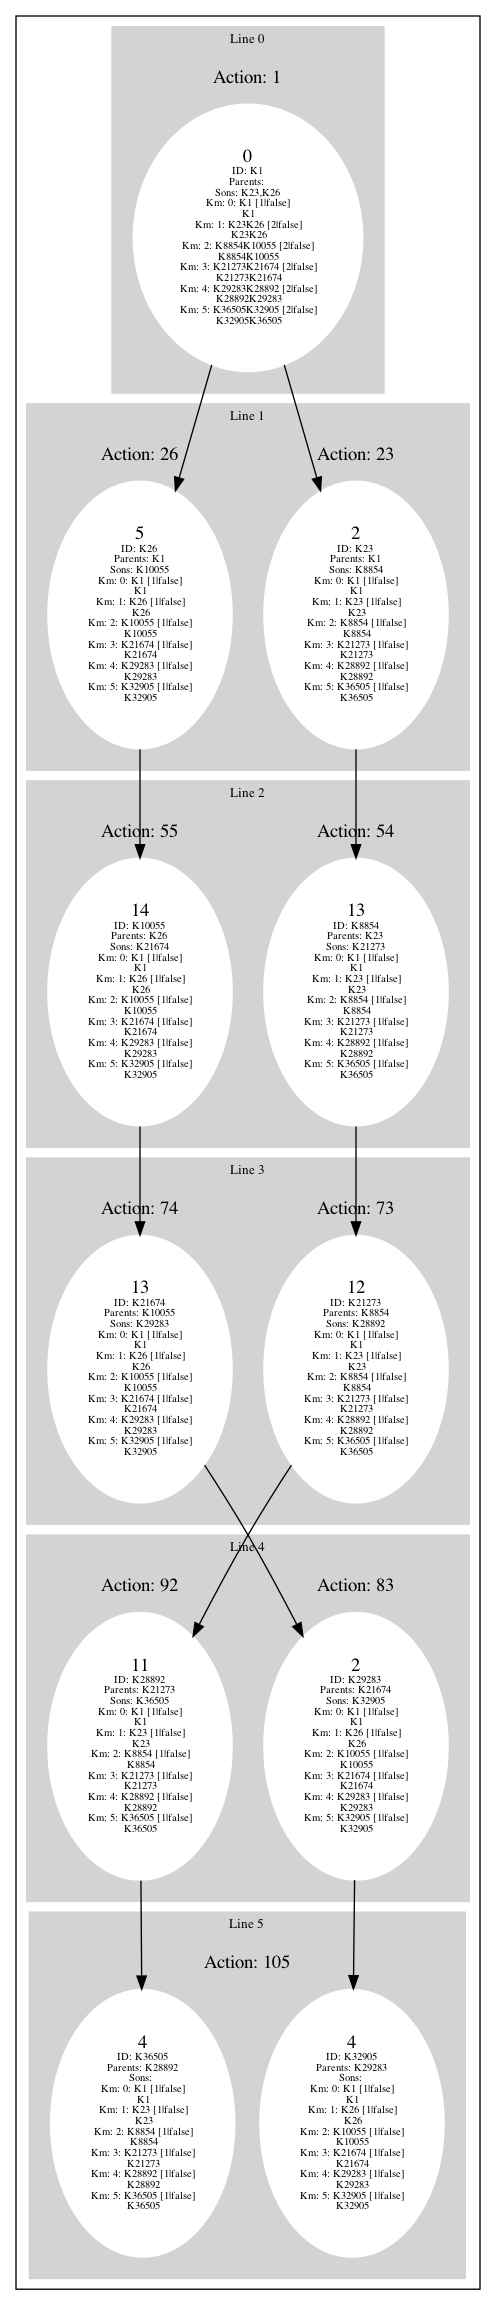 Line 0
Action: 1
0
ID: K1
Parents:
Sons: K23,K26
Km: 0: K1 [1|false]
K1
Km: 1: K23K26 [2|false]
K23K26
Km: 2: K8854K10055 [2|false]
K8854K10055
Km: 3: K21273K21674 [2|false]
K21273K21674
Km: 4: K29283K28892 [2|false]
K28892K29283
Km: 5: K36505K32905 [2|false]
K32905K36505
Line 1
Action: 26
5
ID: K26
Parents: K1
Sons: K10055
Km: 0: K1 [1|false]
K1
Km: 1: K26 [1|false]
K26
Km: 2: K10055 [1|false]
K10055
Km: 3: K21674 [1|false]
K21674
Km: 4: K29283 [1|false]
K29283
Km: 5: K32905 [1|false]
K32905
Action: 23
2
ID: K23
Parents: K1
Sons: K8854
Km: 0: K1 [1|false]
K1
Km: 1: K23 [1|false]
K23
Km: 2: K8854 [1|false]
K8854
Km: 3: K21273 [1|false]
K21273
Km: 4: K28892 [1|false]
K28892
Km: 5: K36505 [1|false]
K36505
Line 2
Action: 55
14
ID: K10055
Parents: K26
Sons: K21674
Km: 0: K1 [1|false]
K1
Km: 1: K26 [1|false]
K26
Km: 2: K10055 [1|false]
K10055
Km: 3: K21674 [1|false]
K21674
Km: 4: K29283 [1|false]
K29283
Km: 5: K32905 [1|false]
K32905
Action: 54
13
ID: K8854
Parents: K23
Sons: K21273
Km: 0: K1 [1|false]
K1
Km: 1: K23 [1|false]
K23
Km: 2: K8854 [1|false]
K8854
Km: 3: K21273 [1|false]
K21273
Km: 4: K28892 [1|false]
K28892
Km: 5: K36505 [1|false]
K36505
Line 3
Action: 74
13
ID: K21674
Parents: K10055
Sons: K29283
Km: 0: K1 [1|false]
K1
Km: 1: K26 [1|false]
K26
Km: 2: K10055 [1|false]
K10055
Km: 3: K21674 [1|false]
K21674
Km: 4: K29283 [1|false]
K29283
Km: 5: K32905 [1|false]
K32905
Action: 73
12
ID: K21273
Parents: K8854
Sons: K28892
Km: 0: K1 [1|false]
K1
Km: 1: K23 [1|false]
K23
Km: 2: K8854 [1|false]
K8854
Km: 3: K21273 [1|false]
K21273
Km: 4: K28892 [1|false]
K28892
Km: 5: K36505 [1|false]
K36505
Line 4
Action: 92
11
ID: K28892
Parents: K21273
Sons: K36505
Km: 0: K1 [1|false]
K1
Km: 1: K23 [1|false]
K23
Km: 2: K8854 [1|false]
K8854
Km: 3: K21273 [1|false]
K21273
Km: 4: K28892 [1|false]
K28892
Km: 5: K36505 [1|false]
K36505
Action: 83
2
ID: K29283
Parents: K21674
Sons: K32905
Km: 0: K1 [1|false]
K1
Km: 1: K26 [1|false]
K26
Km: 2: K10055 [1|false]
K10055
Km: 3: K21674 [1|false]
K21674
Km: 4: K29283 [1|false]
K29283
Km: 5: K32905 [1|false]
K32905
Line 5
Action: 105
4
ID: K36505
Parents: K28892
Sons:
Km: 0: K1 [1|false]
K1
Km: 1: K23 [1|false]
K23
Km: 2: K8854 [1|false]
K8854
Km: 3: K21273 [1|false]
K21273
Km: 4: K28892 [1|false]
K28892
Km: 5: K36505 [1|false]
K36505
4
ID: K32905
Parents: K29283
Sons:
Km: 0: K1 [1|false]
K1
Km: 1: K26 [1|false]
K26
Km: 2: K10055 [1|false]
K10055
Km: 3: K21674 [1|false]
K21674
Km: 4: K29283 [1|false]
K29283
Km: 5: K32905 [1|false]
K32905